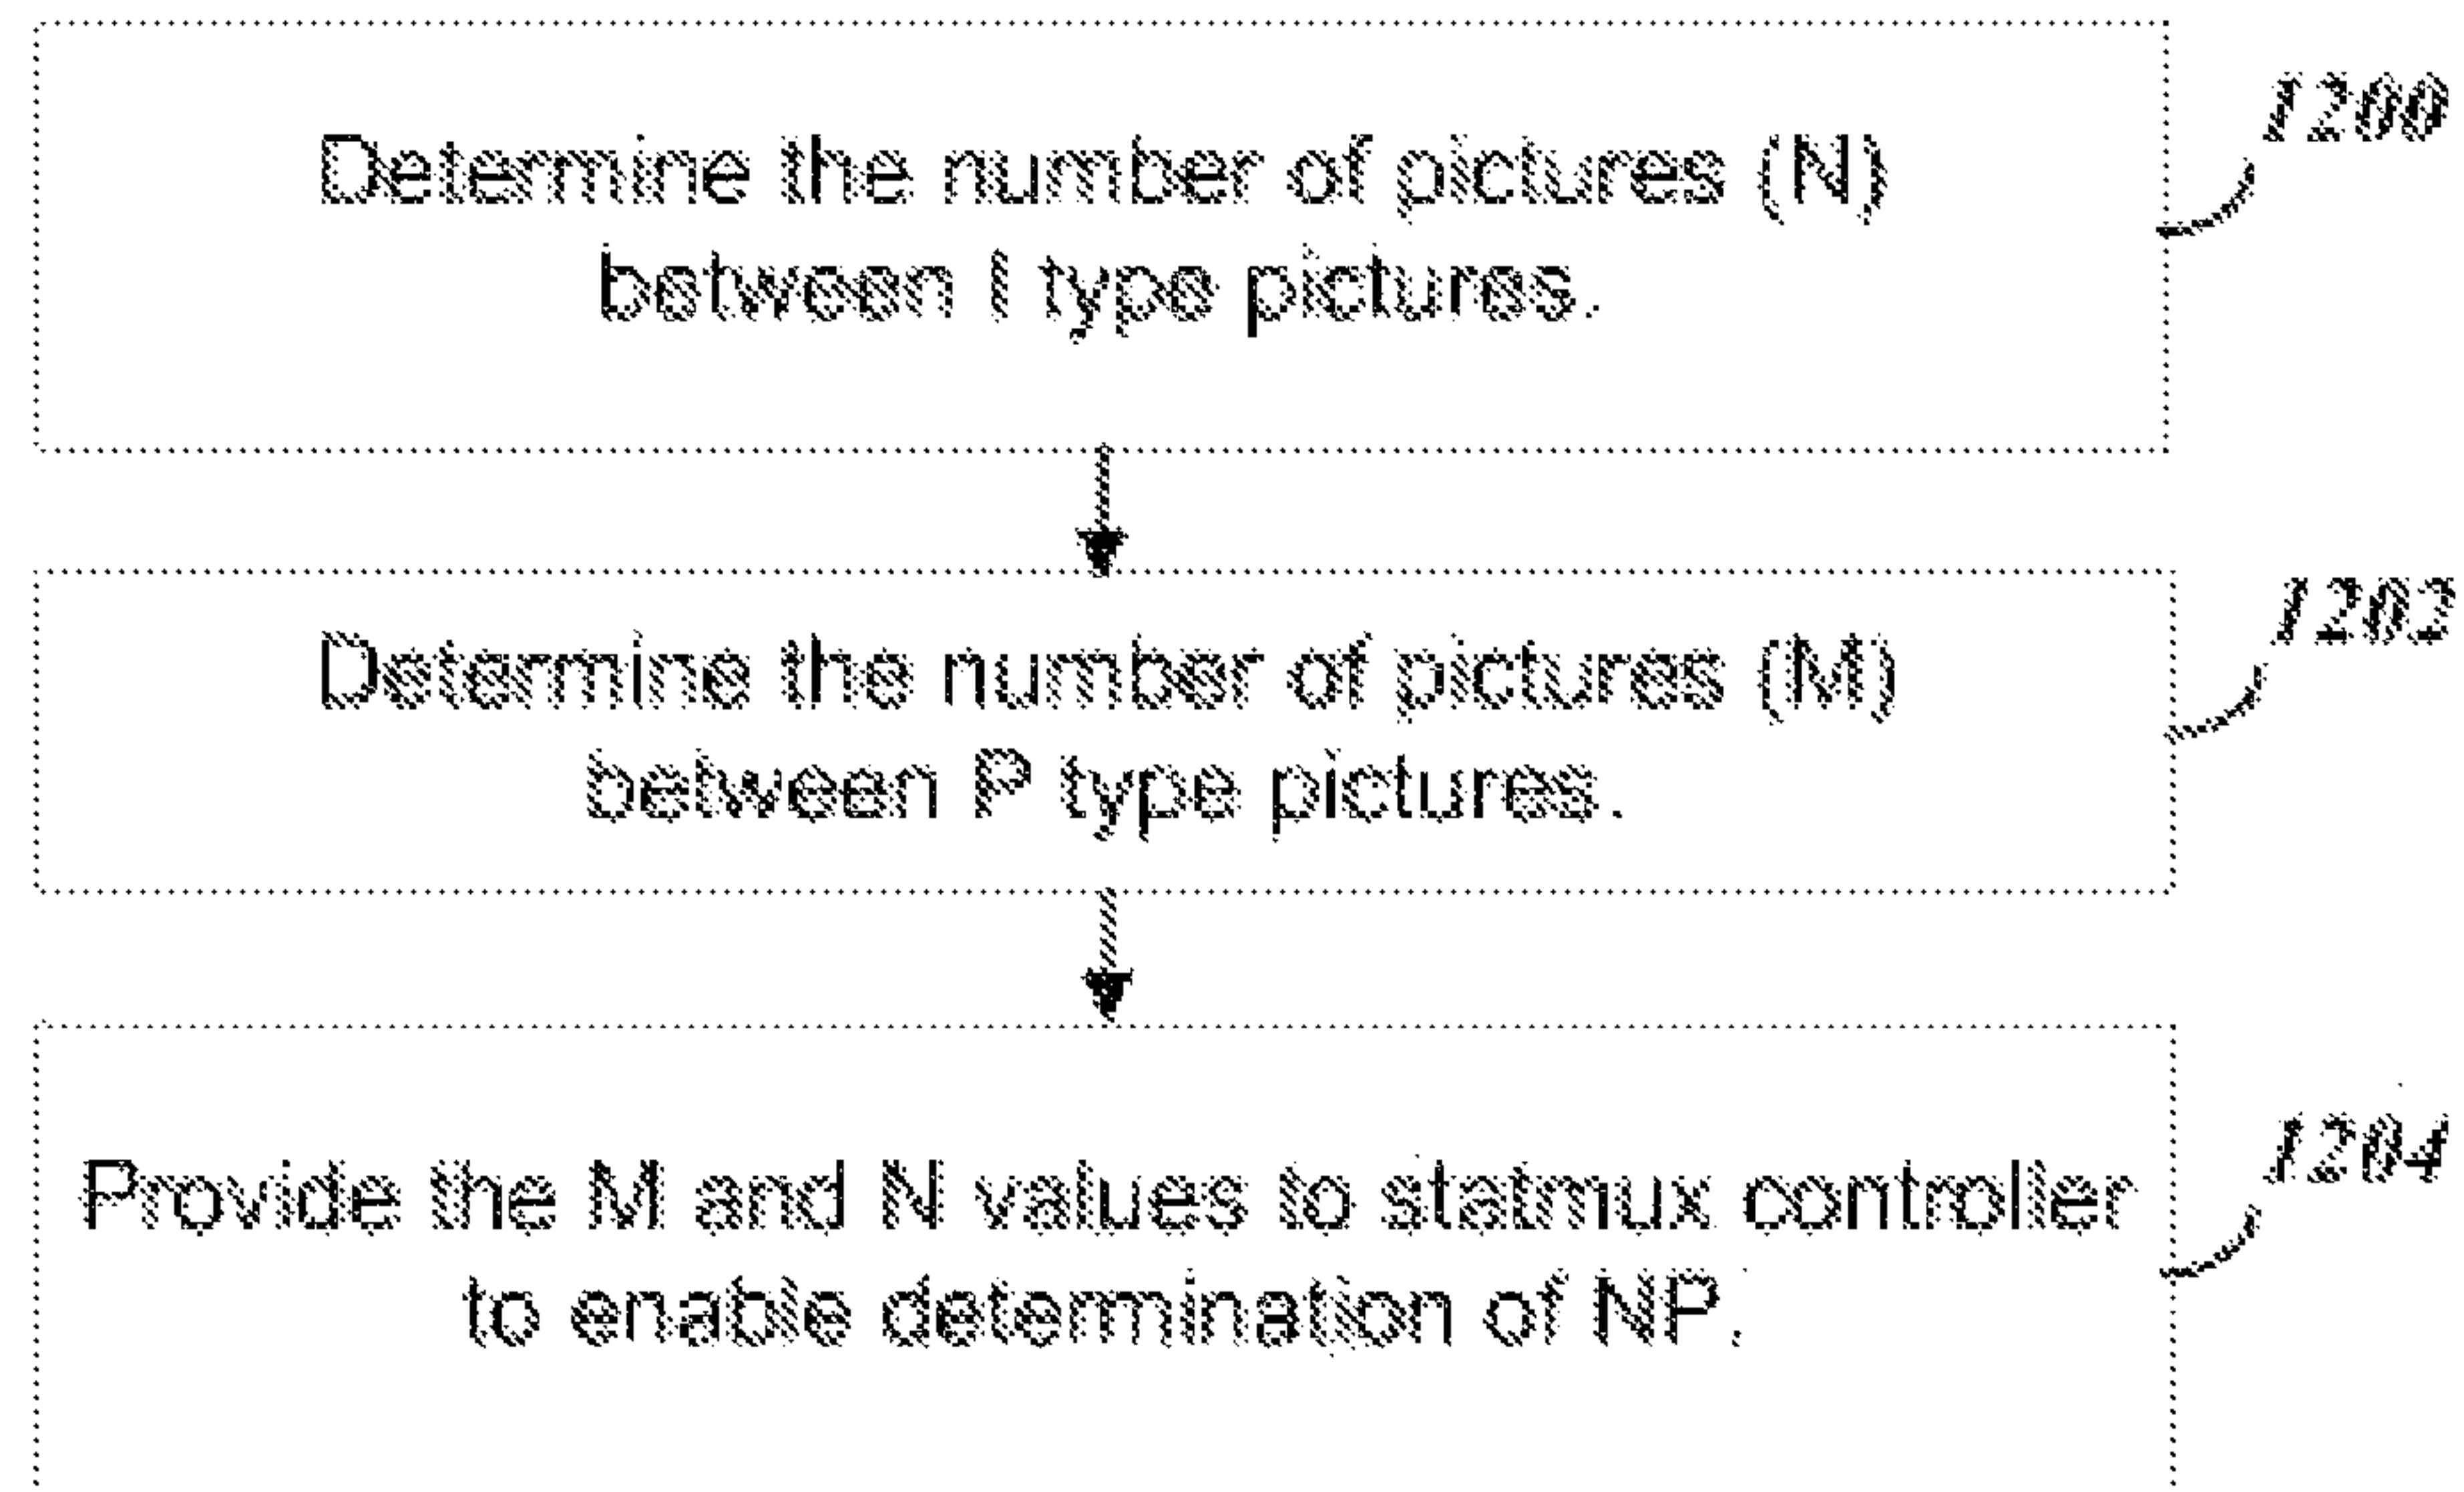 Determine the number of pictures (N)
between I type pictures.
1200
Determine the number of pictures (M)
between P type pictures.
1202
Provide the M and N values to statmux controller
to enable determination of NP.
1204